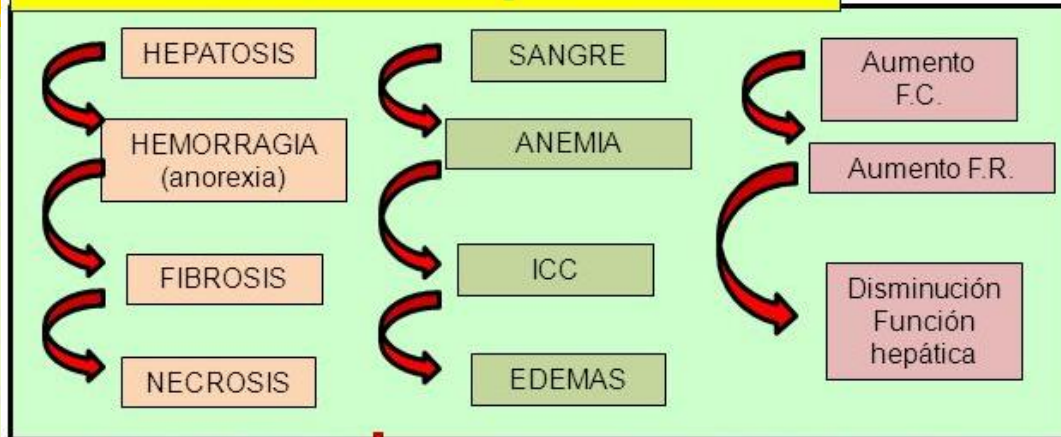 HEPATOSIS
HEMORRAGIA
(anorexia)
FIBROSIS
NECROSIS
SANGRE
ANEMIA
ICC
EDEMAS
Aumento
F.C.
Aumento F.R.
Disminución
Función
hepática